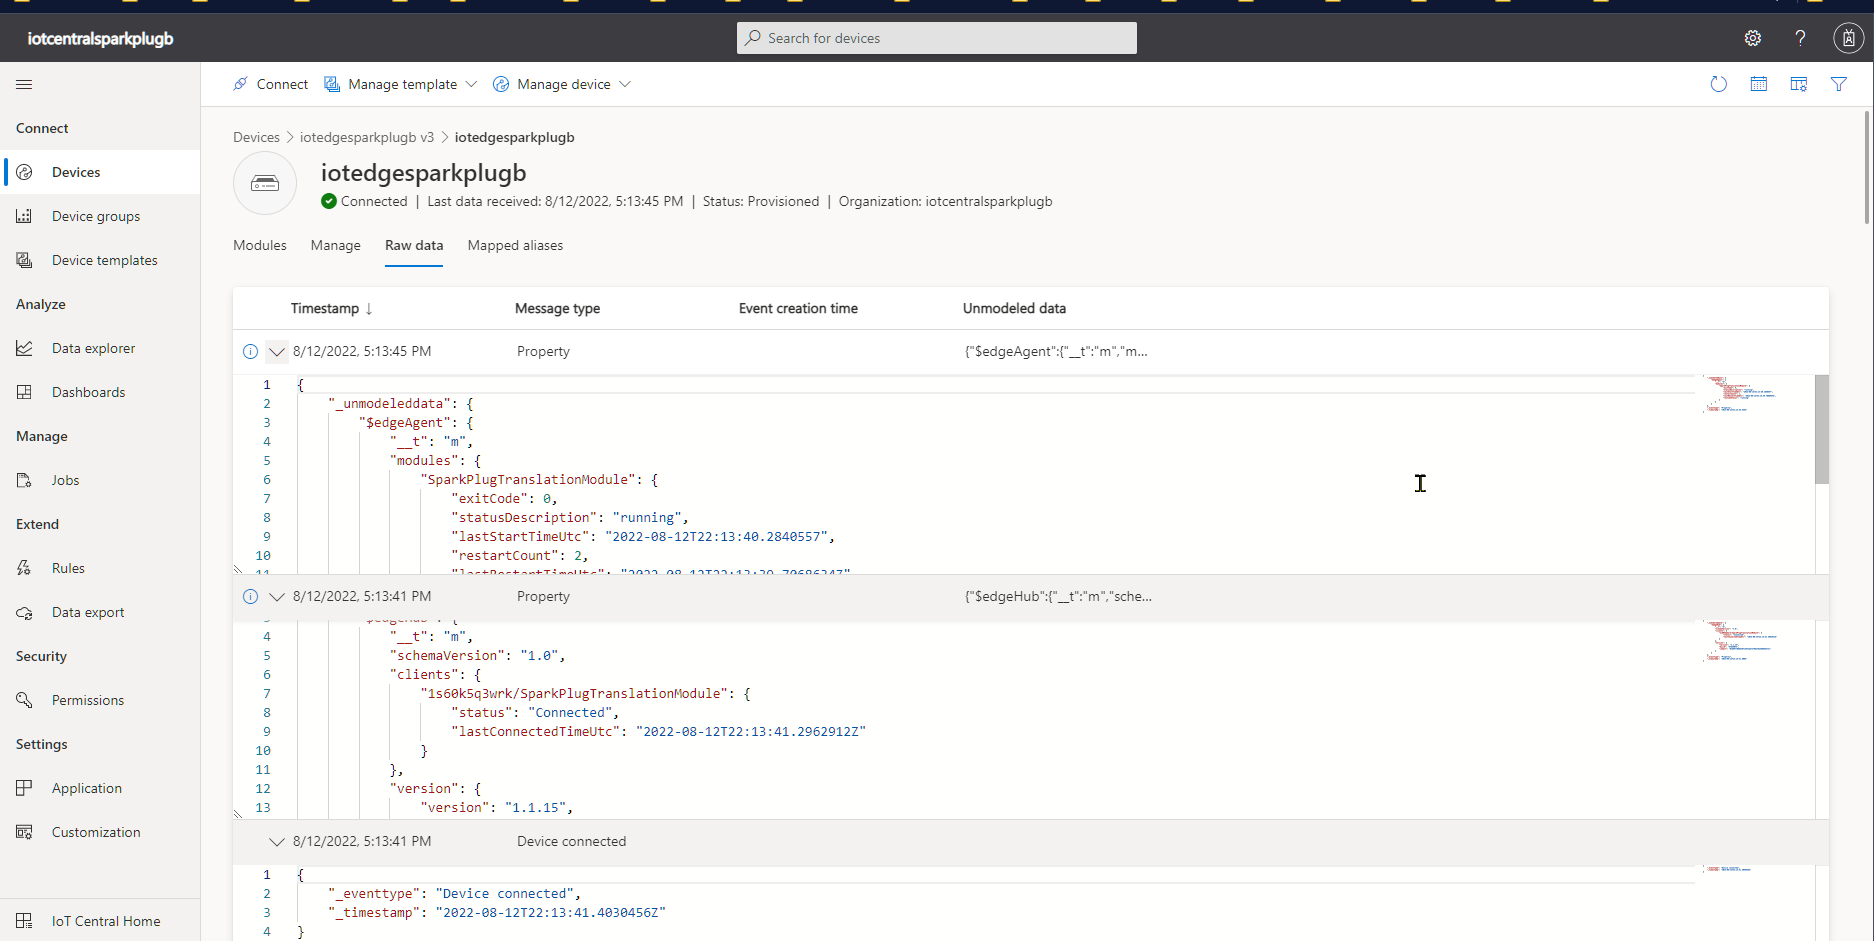 iotcentralsparkplugb
Search for devices
Connect
Manage template
Manage device
Connect
Devices
Device groups
Device templates
Analyze
Data explorer
Dashboards
Manage
Jobs
Extend
Rules
Data export
Security
Permissions
Settings
Application
Customization
IoT Central Home
Devices > iotedgesparkplugb v3 > iotedgesparkplugb
iotedgesparkplugb
Connected | Last data received: 8/12/2022, 5:13:45 PM | Status: Provisioned | Organization: iotcentralsparkplugb
Modules Manage Raw data Mapped aliases
Timestamp ↓ Message type Event creation time Unmodeled data
8/12/2022, 5:13:45 PM Property {"$edgeAgent":{"__t":"m","m...
1 {
2 "_unmodeleddata": {
3 "$edgeAgent": {
4 "__t": "m",
5 "modules": {
6 "SparkPlugTranslationModule": {
7 "exitCode": 0,
8 "statusDescription": "running",
9 "lastStartTimeUtc": "2022-08-12T22:13:40.2840557",
10 "restartCount": 2,
8/12/2022, 5:13:41 PM Property {"$edgeHub":{"__t":"m","sche...
4 "__t": "m",
5 "schemaVersion": "1.0",
6 "clients": {
7 "1s60k5q3wrk/SparkPlugTranslationModule": {
8 "status": "Connected",
9 "lastConnectedTimeUtc": "2022-08-12T22:13:41.2962912Z"
10 }
11 },
12 "version": {
13 "version": "1.1.15",
8/12/2022, 5:13:41 PM Device connected
1 {
2 "_eventtype": "Device connected",
3 "_timestamp": "2022-08-12T22:13:41.4030456Z"
4 }